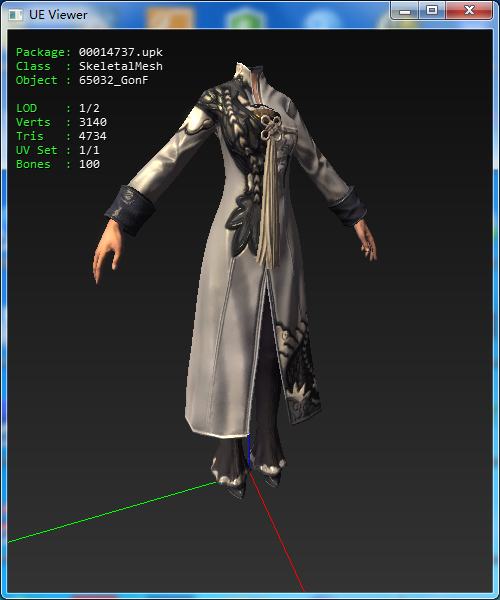 UE Viewer
Package: 00014737.upk
Class : SkeletalMesh
Object : 65032_GonF
LOD : 1/2
Verts : 3140
Tris : 4734
UV Set : 1/1
Bones : 100